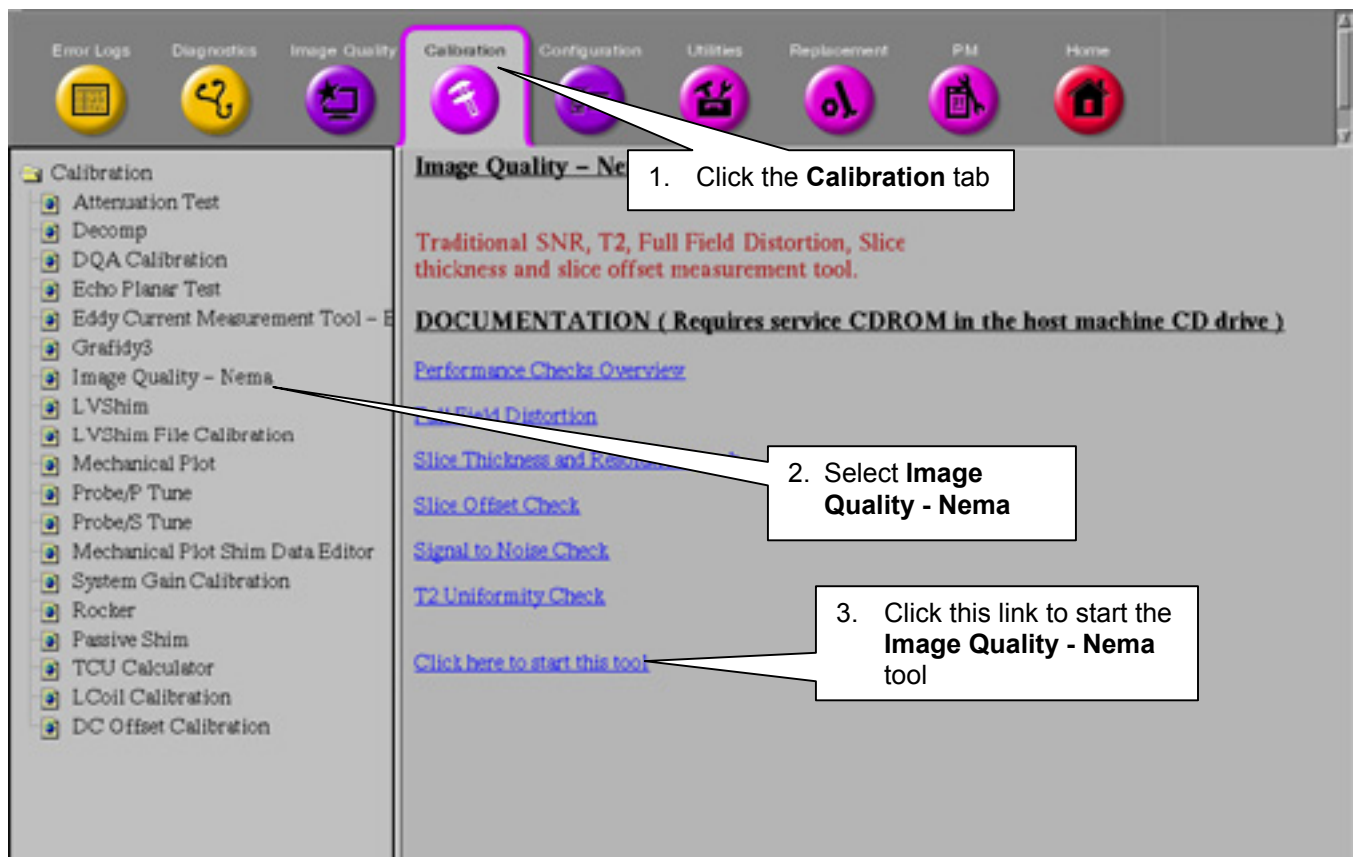 Error Logs
Diagnostics
Image Quality
Calibration
Configuration
Utilities
Replacement
PM
Home
Calibration
Attenuation Test
Decomp
DQA Calibration
Echo Planar Test
Eddy Current Measurement Tool – E
Grafidy3
Image Quality – Nema
LVShim
LVShim File Calibration
Mechanical Plot
Probe/P Tune
Probe/S Tune
Mechanical Plot Shim Data Editor
System Gain Calibration
Rocker
Passive Shim
TCU Calculator
LCoil Calibration
DC Offset Calibration
Image Quality – Ne
1. Click the Calibration tab
Traditional SNR, T2, Full Field Distortion, Slice
thickness and slice offset measurement tool.
DOCUMENTATION ( Requires service CDROM in the host machine CD drive )
Performance Checks Overview
Full Field Distortion
Slice Thickness and
2. Select Image
Quality - Nema
Slice Offset Check
Signal to Noise Check
T2 Uniformity Check
3. Click this link to start the
Image Quality - Nema
tool
Click here to start this tool